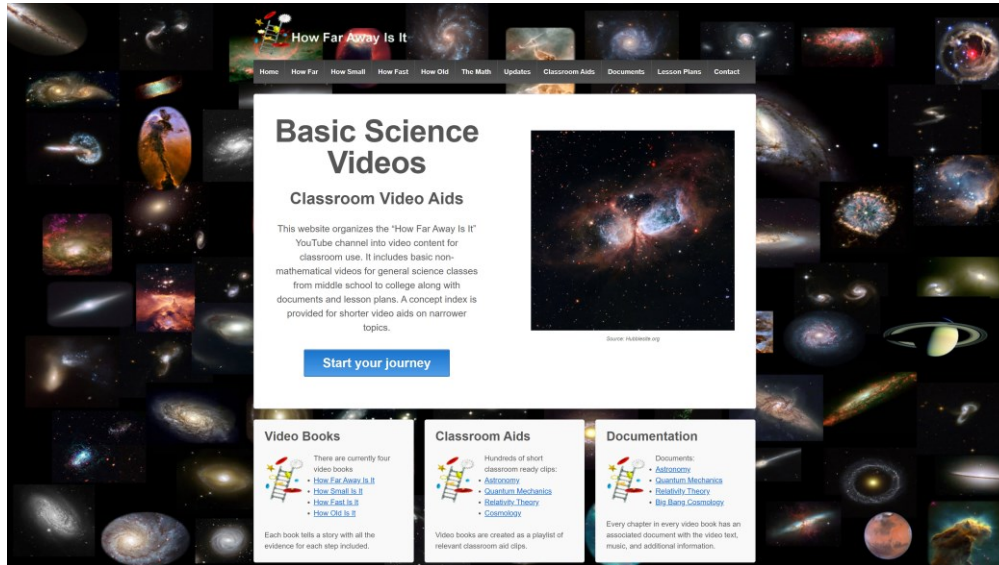 How Far Away Is It
Home How Far How Small How Fast How Old The Math Updates Classroom Aids Documents Lesson Plans Contact
Basic Science
Videos
Classroom Video Aids
This website organizes the “How Far Away Is It”
YouTube channel into video content for
classroom use. It includes basic non-
mathematical videos for general science classes
from middle school to college along with
documents and lesson plans. A concept index is
provided for shorter video aids on narrower
topics.
Start your journey
Source: Hubblesite.org
Video Books
There are currently four
video books
• How Far Away Is It
• How Small Is It
• How Fast Is It
• How Old Is It
Each book tells a story with all the
evidence for each step included.
Classroom Aids
Hundreds of short
classroom ready clips:
• Astronomy
• Quantum Mechanics
• Relativity Theory
• Cosmology
Video books are created as a playlist of
relevant classroom aid clips.
Documentation
Documents:
• Astronomy
• Quantum Mechanics
• Relativity Theory
• Big Bang Cosmology
Every chapter in every video book has an
associated document with the video text,
music, and additional information.